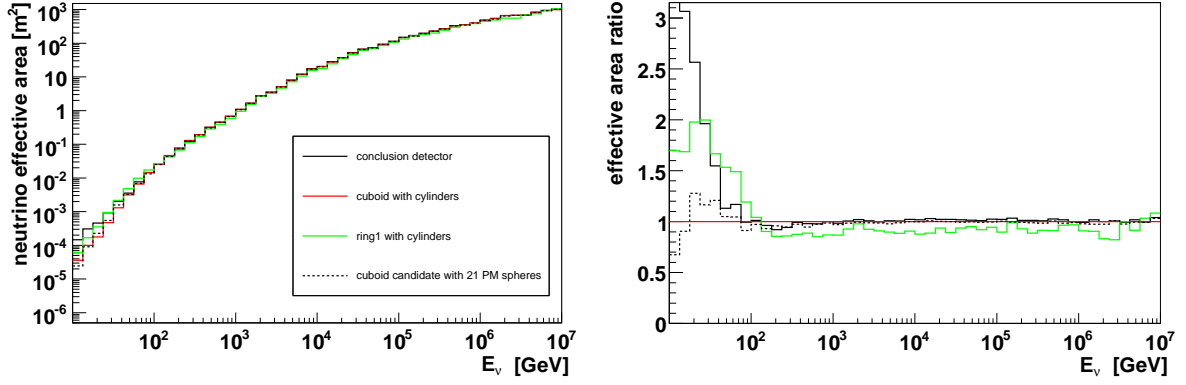 neutrino effective area [m²]
10³
10²
10
1
10⁻¹
10⁻²
10⁻³
10⁻⁴
10⁻⁵
10⁻⁶
conclusion detector
cuboid with cylinders
ring1 with cylinders
cuboid candidate with 21 PM spheres
10² 10³ 10⁴ 10⁵ 10⁶ 10⁷
E_ν [GeV]
effective area ratio
3
2.5
2
1.5
1
0.5
0
10² 10³ 10⁴ 10⁵ 10⁶ 10⁷
E_ν [GeV]